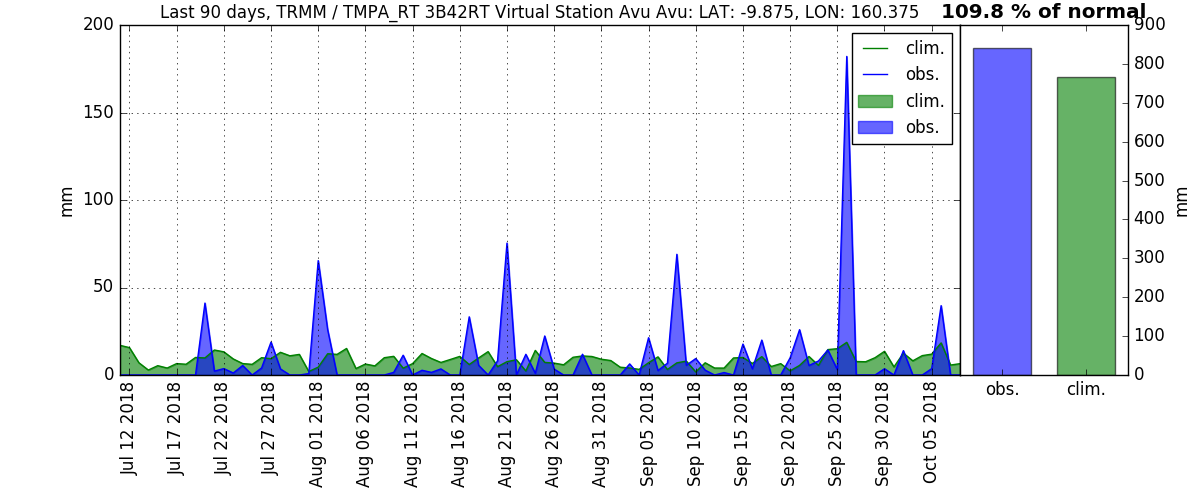 Last 90 days, TRMM / TMPA_RT 3B42RT Virtual Station Avu Avu: LAT: -9.875, LON: 160.375
109.8 % of normal
mm
200
150
100
50
0
clim.
obs.
clim.
obs.
900
800
700
600
500
400
300
200
100
0
mm
obs.
clim.
Jul 12 2018
Jul 17 2018
Jul 22 2018
Jul 27 2018
Aug 01 2018
Aug 06 2018
Aug 11 2018
Aug 16 2018
Aug 21 2018
Aug 26 2018
Aug 31 2018
Sep 05 2018
Sep 10 2018
Sep 15 2018
Sep 20 2018
Sep 25 2018
Sep 30 2018
Oct 05 2018